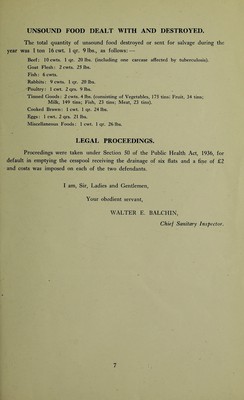 UNSOUND FOOD DEALT WITH AND DESTROYED.
The total quantity of unsound food destroyed or sent for salvage during the
year was 1 ton 16 cwt. 1 qr. 9 lbs., as follows:—
Beef: 10 cwts. 1 qr. 20 lbs. (including one carcase affected by tuberculosis).
Goat Flesh: 2 cwts. 25 lbs.
Fish: 6 cwts.
Rabbits: 9 cwts. 1 qr. 20 lbs.
Poultry: 1 cwt. 2 qrs. 9 lbs.
Tinned Goods: 2 cwts. 4 lbs. (consisting of Vegetables, 175 tins; Fruit, 24 tins;
Milk, 149 tins; Fish, 25 tins; Meat, 23 tins).
Cooked Brawn: 1 cwt. 1 qr. 24 lbs.
Eggs: 1 cwt. 2 qrs. 21 lbs.
Miscellaneous Foods: 1 cwt. 1 qr. 26 lbs.
LEGAL PROCEEDINGS.
Proceedings were taken under Section 50 of the Public Health Act, 1936, for
default in emptying the cesspool receiving the drainage of six flats and a fine of £2
and costs was imposed on each of the two defendants.
I am, Sir, Ladies and Gentlemen,
Your obedient servant,
WALTER E. BALCHIN,
Chief Sanitary Inspector.
7